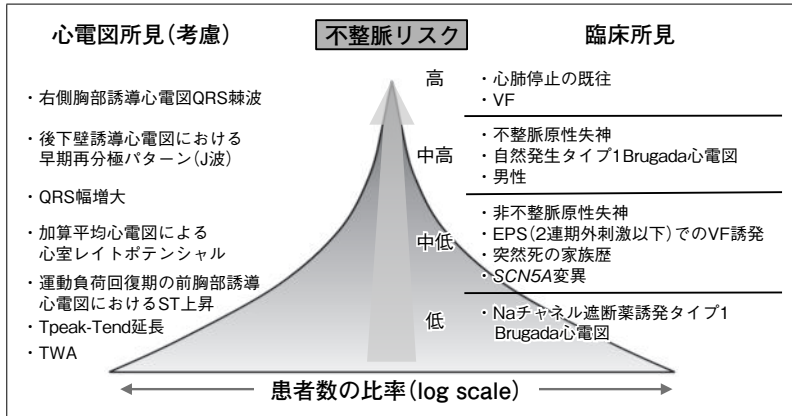 心電図所見(考慮)
不整脈リスク
臨床所見
・右側胸部誘導心電図QRS棘波
・後下壁誘導心電図における
早期再分極パターン(J波)
・QRS幅増大
・加算平均心電図による
心室レイトポテンシャル
・運動負荷回復期の前胸部誘導
心電図におけるST上昇
・Tpeak-Tend延長
・TWA
高
・心肺停止の既往
・VF
中高
・不整脈原性失神
・自然発生タイプ1Brugada心電図
・男性
中低
・非不整脈原性失神
・EPS(2連期外刺激以下)でのVF誘発
・突然死の家族歴
・SCN5A変異
低
・Naチャネル遮断薬誘発タイプ1
Brugada心電図
患者数の比率(log scale)